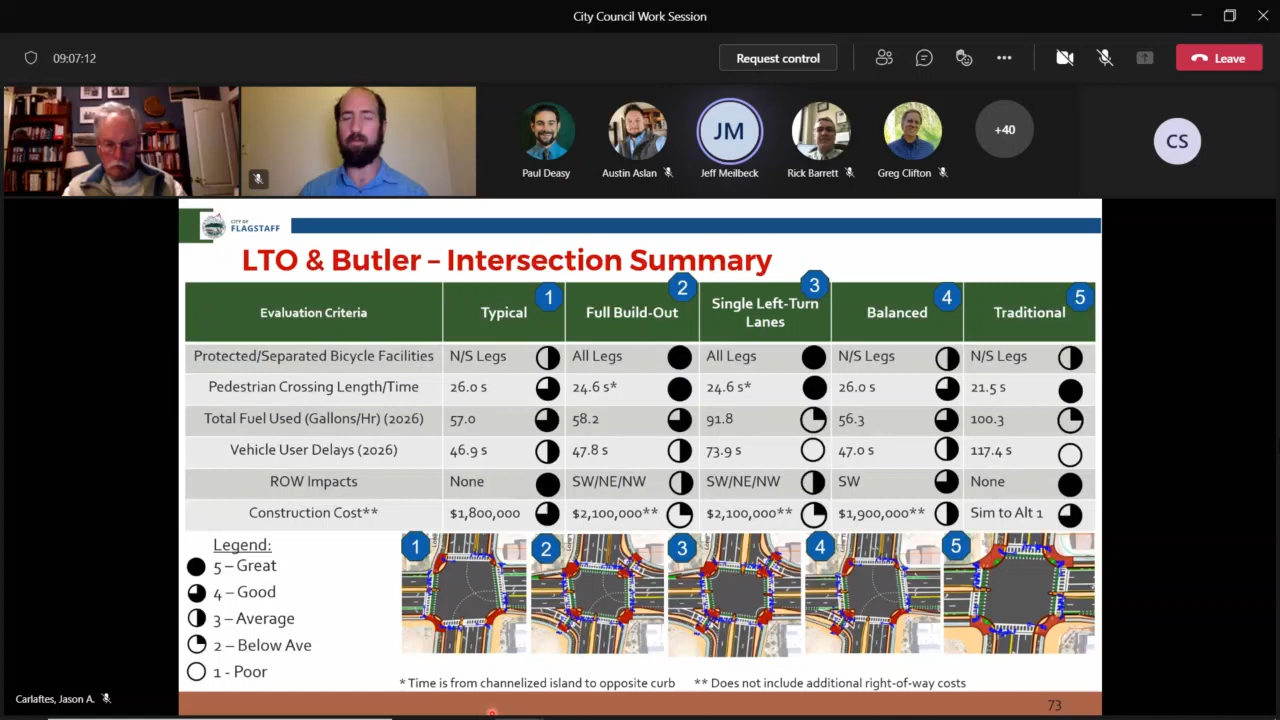 City Council Work Session
09:07:12
Request control
Leave
JM
+40
CS
Paul Deasy
Austin Aslan
Jeff Meilbeck
Rick Barrett
Greg Clifton
CITY OF
FLAGSTAFF
LTO & Butler – Intersection Summary
Evaluation Criteria
Typical
1
Full Build-Out
2
Single Left-Turn
Lanes
3
Balanced
4
Traditional
5
Protected/Separated Bicycle Facilities N/S Legs All Legs All Legs N/S Legs N/S Legs
Pedestrian Crossing Length/Time 26.0 s 24.6 s* 24.6 s* 26.0 s 21.5 s
Total Fuel Used (Gallons/Hr) (2026) 57.0 58.2 91.8 56.3 100.3
Vehicle User Delays (2026) 46.9 s 47.8 s 73.9 s 47.0 s 117.4 s
ROW Impacts None SW/NE/NW SW/NE/NW SW None
Construction Cost** $1,800,000 $2,100,000** $2,100,000** $1,900,000** Sim to Alt 1
Legend:
5 – Great
4 – Good
3 – Average
2 – Below Ave
1 - Poor
1
2
3
4
5
* Time is from channelized island to opposite curb ** Does not include additional right-of-way costs
Carlaftes, Jason A.
73